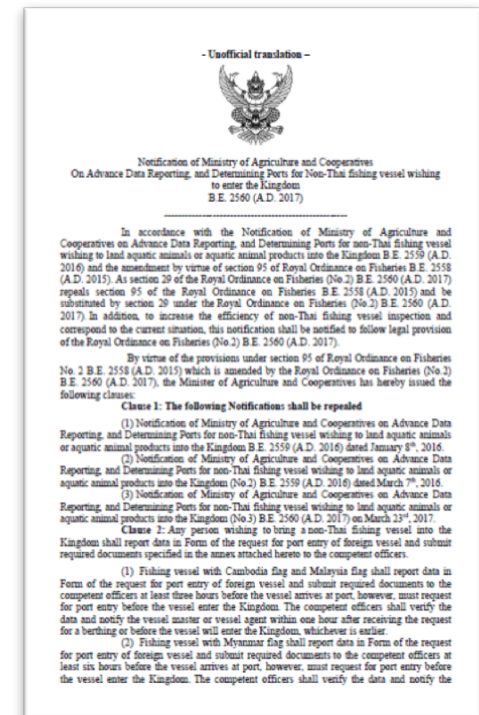 - Unofficial translation –
Notification of Ministry of Agriculture and Cooperatives
On Advance Data Reporting, and Determining Ports for Non-Thai fishing vessel wishing
to enter the Kingdom
B.E. 2560 (A.D. 2017)
In accordance with the Notification of Ministry of Agriculture and
Cooperatives on Advance Data Reporting, and Determining Ports for non-Thai fishing vessel
wishing to land aquatic animals or aquatic animal products into the Kingdom B.E. 2559 (A.D.
2016) and the amendment by virtue of section 95 of Royal Ordinance on Fisheries B.E. 2558
(A.D. 2015). As section 29 of the Royal Ordinance on Fisheries (No.2) B.E. 2560 (A.D. 2017)
repeals section 95 of the Royal Ordinance on Fisheries B.E. 2558 (A.D. 2015) and be
substituted by section 29 under the Royal Ordinance on Fisheries (No.2) B.E. 2560 (A.D.
2017). In addition, to increase the efficiency of non-Thai fishing vessel inspection and
correspond to the current situation, this notification shall be notified to follow legal provision
of the Royal Ordinance on Fisheries (No.2) B.E. 2560 (A.D. 2017).
By virtue of the provisions under section 95 of Royal Ordinance on Fisheries
No. 2 B.E. 2558 (A.D. 2015) which is amended by the Royal Ordinance on Fisheries (No.2)
B.E. 2560 (A.D. 2017), the Minister of Agriculture and Cooperatives has hereby issued the
following clauses:
Clause 1: The following Notifications shall be repealed
(1) Notification of Ministry of Agriculture and Cooperatives on Advance Data
Reporting, and Determining Ports for non-Thai fishing vessel wishing to land aquatic animals
or aquatic animal products into the Kingdom B.E. 2559 (A.D. 2016) dated January 8th, 2016.
(2) Notification of Ministry of Agriculture and Cooperatives on Advance Data
Reporting, and Determining Ports for non-Thai fishing vessel wishing to land aquatic animals or
aquatic animal products into the Kingdom (No.2) B.E. 2559 (A.D. 2016) dated March 7th, 2016.
(3) Notification of Ministry of Agriculture and Cooperatives on Advance Data
Reporting, and Determining Ports for non-Thai fishing vessel wishing to land aquatic animals or
aquatic animal products into the Kingdom (No.3) B.E. 2560 (A.D. 2017) on March 23rd, 2017.
Clause 2: Any person wishing to bring a non-Thai fishing vessel into the
Kingdom shall report data in Form of the request for port entry of foreign vessel and submit
required documents specified in the annex attached hereto to the competent officers.
(1) Fishing vessel with Cambodia flag and Malaysia flag shall report data in
Form of the request for port entry of foreign vessel and submit required documents to the
competent officers at least three hours before the vessel arrives at port, however, must request
for port entry before the vessel enter the Kingdom. The competent officers shall verify the
data and notify the vessel master or vessel agent within one hour after receiving the request
for a berthing or before the vessel will enter the Kingdom, whichever is earlier.
(2) Fishing vessel with Myanmar flag shall report data in Form of the request
for port entry of foreign vessel and submit required documents to the competent officers at
least six hours before the vessel arrives at port, however, must request for port entry before
the vessel enter the Kingdom. The competent officers shall verify the data and notify the